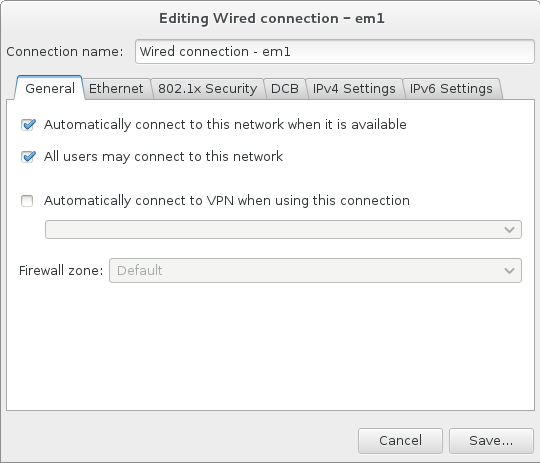 Editing Wired connection – em1
Connection name: Wired connection - em1
General Ethernet 802.1x Security DCB IPv4 Settings IPv6 Settings
Automatically connect to this network when it is available
All users may connect to this network
Automatically connect to VPN when using this connection
Firewall zone: Default
Cancel Save...